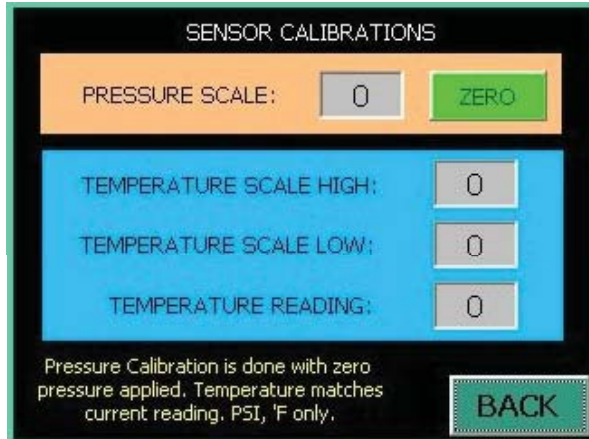 SENSOR CALIBRATIONS
PRESSURE SCALE: 0 ZERO
TEMPERATURE SCALE HIGH: 0
TEMPERATURE SCALE LOW: 0
TEMPERATURE READING: 0
Pressure Calibration is done with zero
pressure applied. Temperature matches
current reading. PSI, 'F only.
BACK